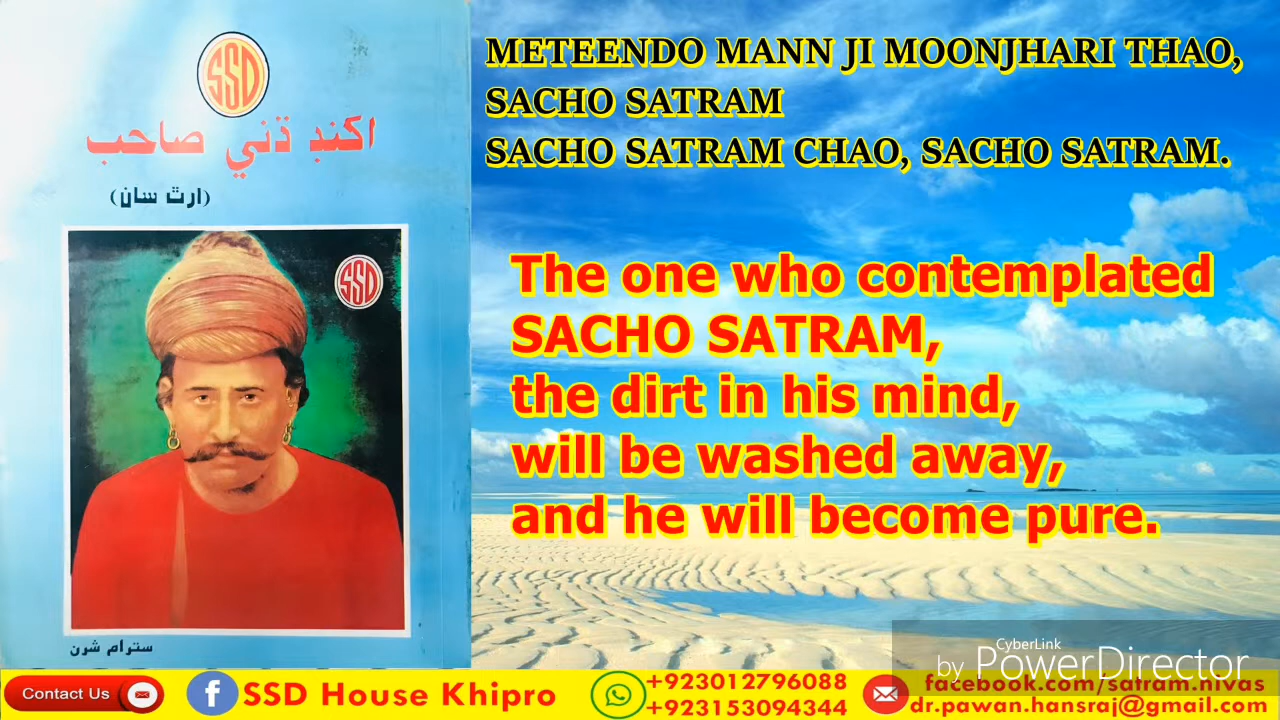 SSD
اکنڊ ڌڻي صاحب
(ارٿ سان)
SSD
سترام شرن
METEENDO MANN JI MOONJHARI THAO,
SACHO SATRAM
SACHO SATRAM CHAO, SACHO SATRAM.
The one who contemplated
SACHO SATRAM,
the dirt in his mind,
will be washed away,
and he will become pure.
CyberLink
by PowerDirector
Contact Us
SSD House Khipro
+923012796088
+923153094344
facebook.com/satram.nivas
dr.pawan.hansraj@gmail.com